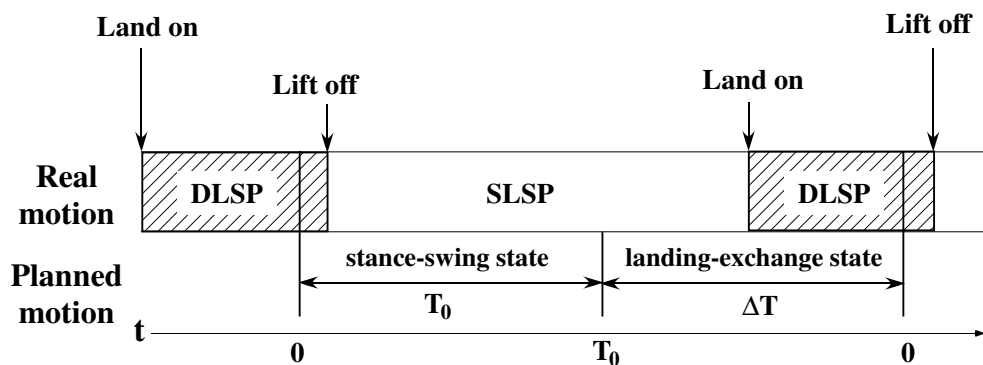 Lift off
Land on
Lift off
Land on
Real
motion
DLSP
SLSP
DLSP
Planned
motion
stance-swing state
landing-exchange state
T₀
ΔT
t
0
T₀
0